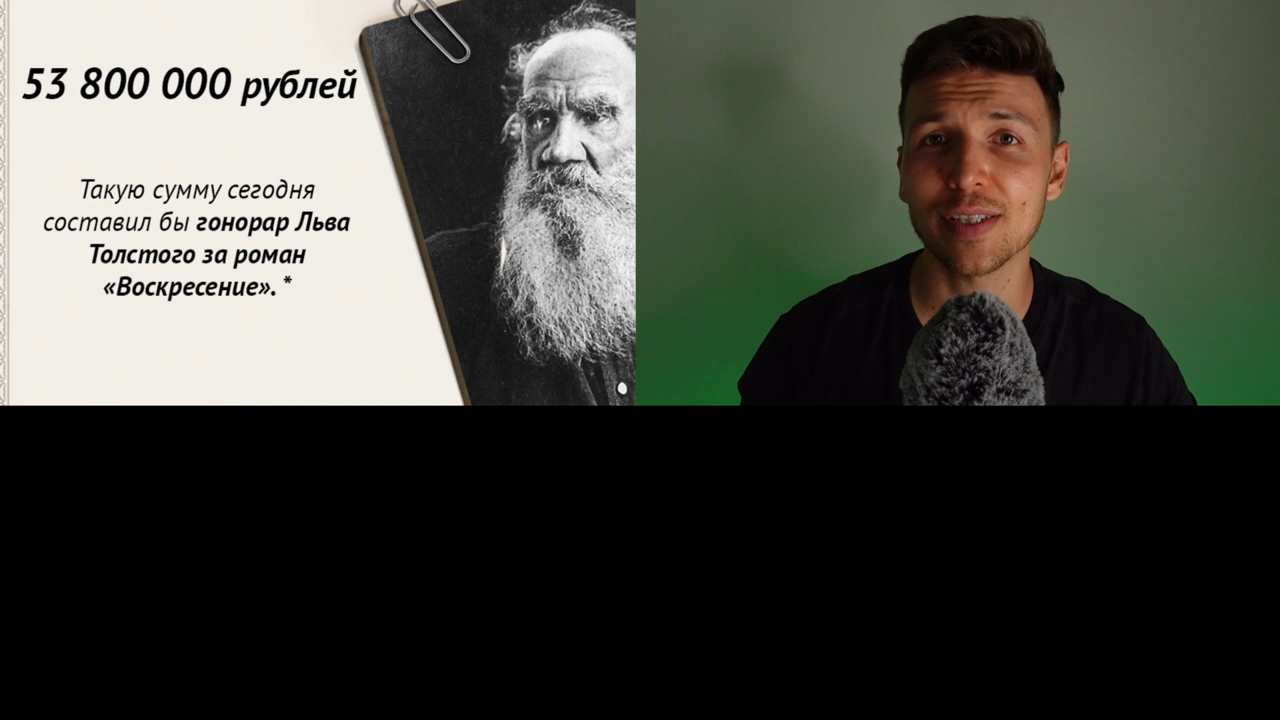 53 800 000 рублей
Такую сумму сегодня
составил бы гонорар Льва
Толстого за роман
«Воскресение». *